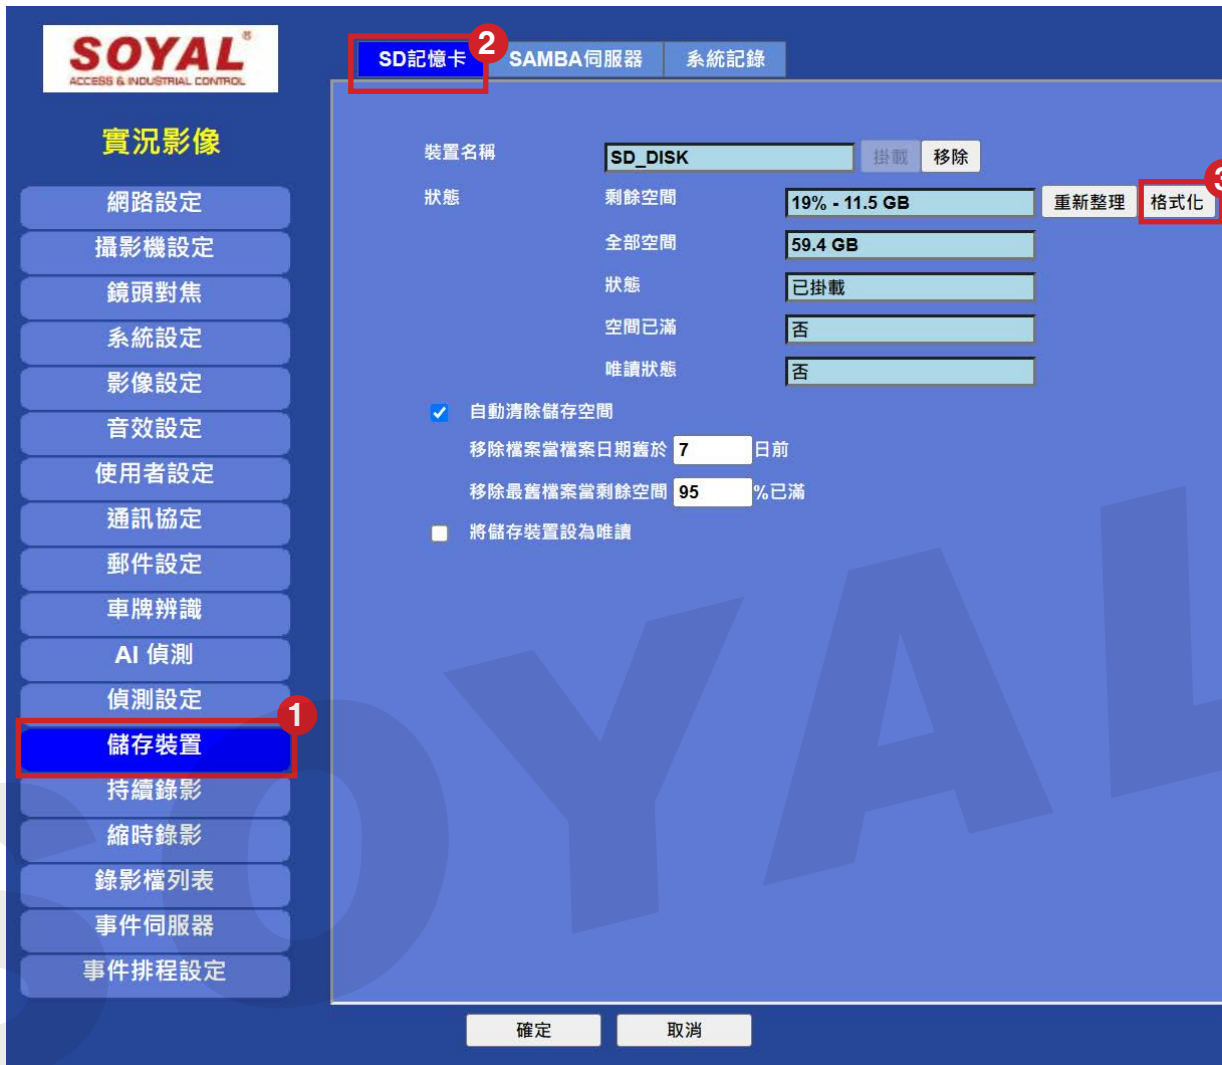 SOYAL®
ACCESS & INDUSTRIAL CONTROL
實況影像
網路設定
攝影機設定
鏡頭對焦
系統設定
影像設定
音效設定
使用者設定
通訊協定
郵件設定
車牌辨識
AI 偵測
偵測設定
1
儲存裝置
持續錄影
縮時錄影
錄影檔列表
事件伺服器
事件排程設定
SD記憶卡 2 SAMBA伺服器 系統記錄
裝置名稱 SD_DISK 掛載 移除
狀態 剩餘空間 19% - 11.5 GB 重新整理 格式化 3
全部空間 59.4 GB
狀態 已掛載
空間已滿 否
唯讀狀態 否
自動清除儲存空間
移除檔案當檔案日期舊於 7 日前
移除最舊檔案當剩餘空間 95 %已滿
將儲存裝置設為唯讀
確定 取消
SOYAL